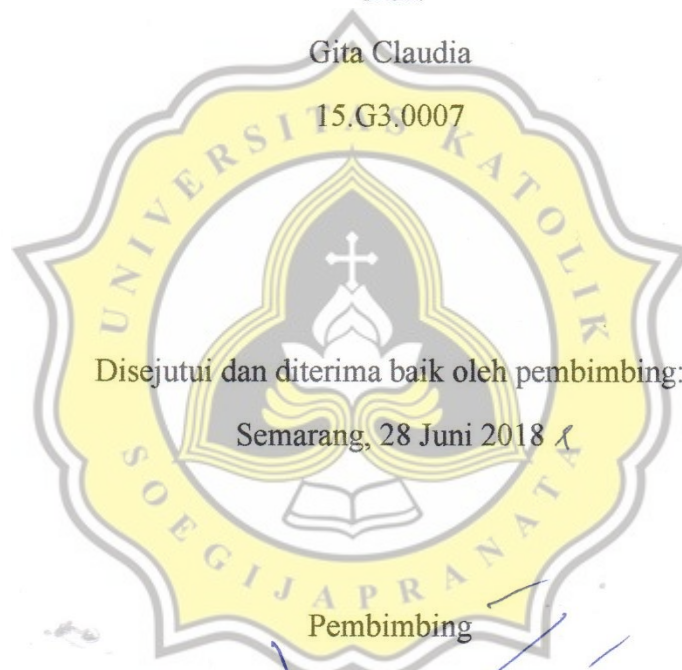 Gita Claudia
15.G3.0007
UNIVERSITAS KATOLIK
Disejutui dan diterima baik oleh pembimbing:
Semarang, 28 Juni 2018
SOEGIJAPRANATA
Pembimbing